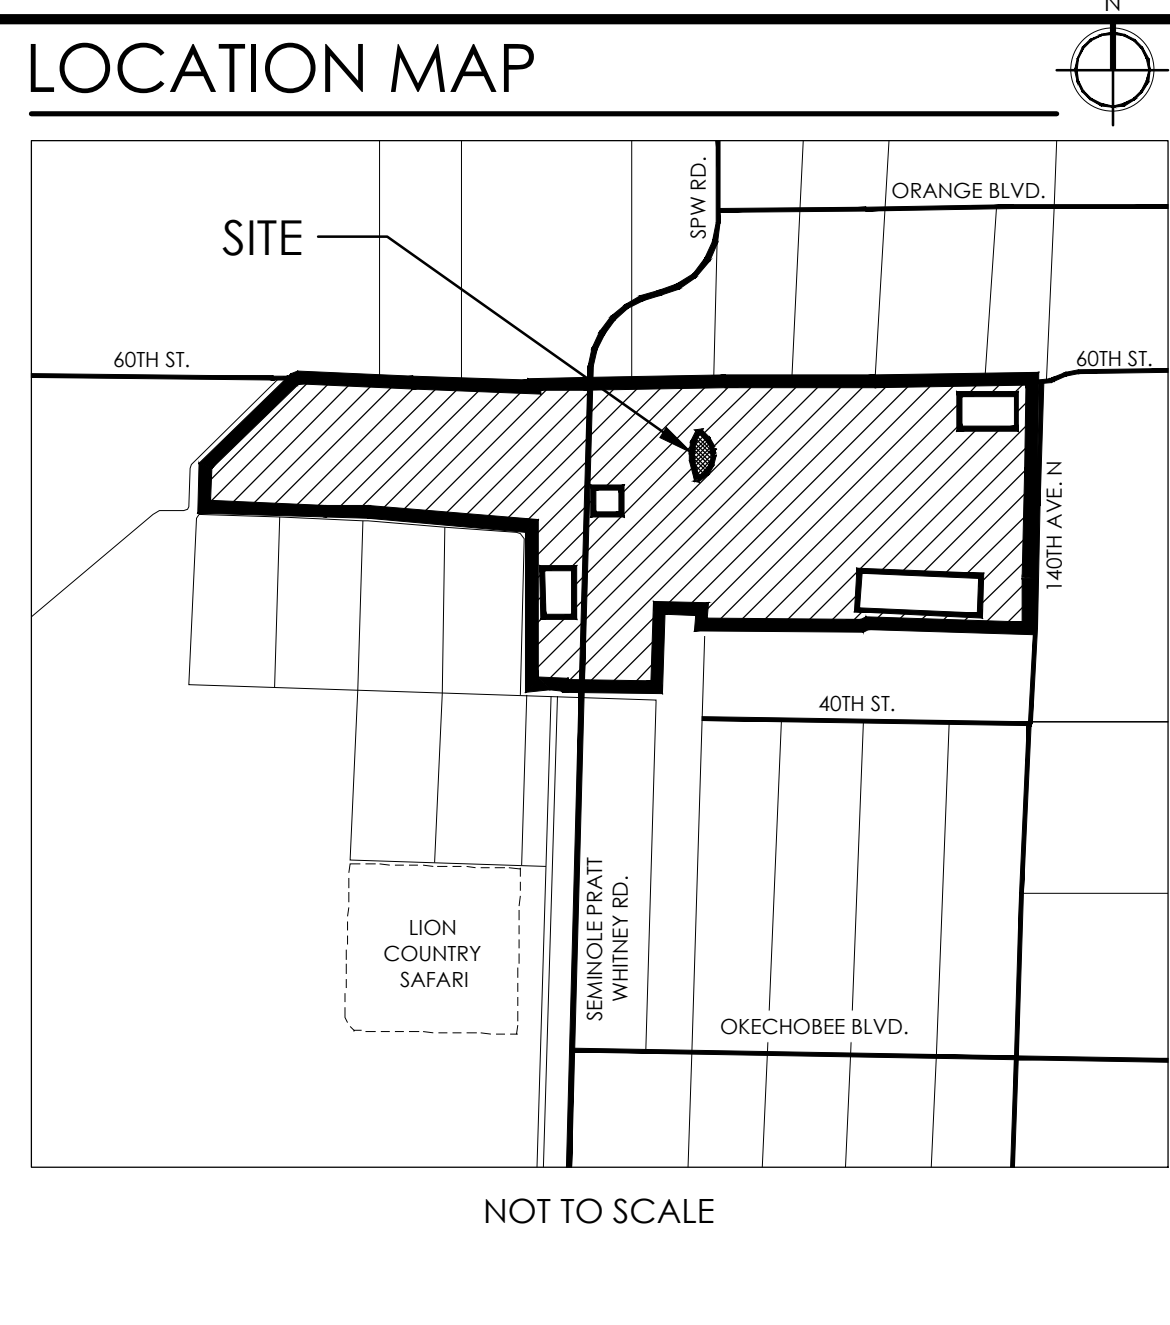 N
LOCATION MAP
SPW RD.
ORANGE BLVD.
SITE
60TH ST.
60TH ST.
140TH AVE. N
40TH ST.
SEMINOLE PRATT
WHITNEY RD.
LION
COUNTRY
SAFARI
OKECHOBEE BLVD.
NOT TO SCALE